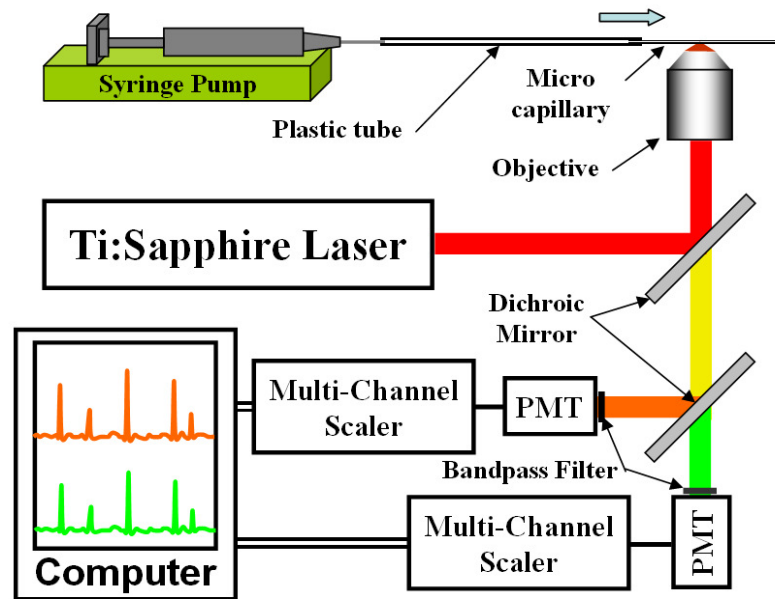 Syringe Pump
Plastic tube
Micro
capillary
Objective
Ti:Sapphire Laser
Dichroic
Mirror
Multi-Channel
Scaler
PMT
Bandpass Filter
Multi-Channel
Scaler
PMT
Computer